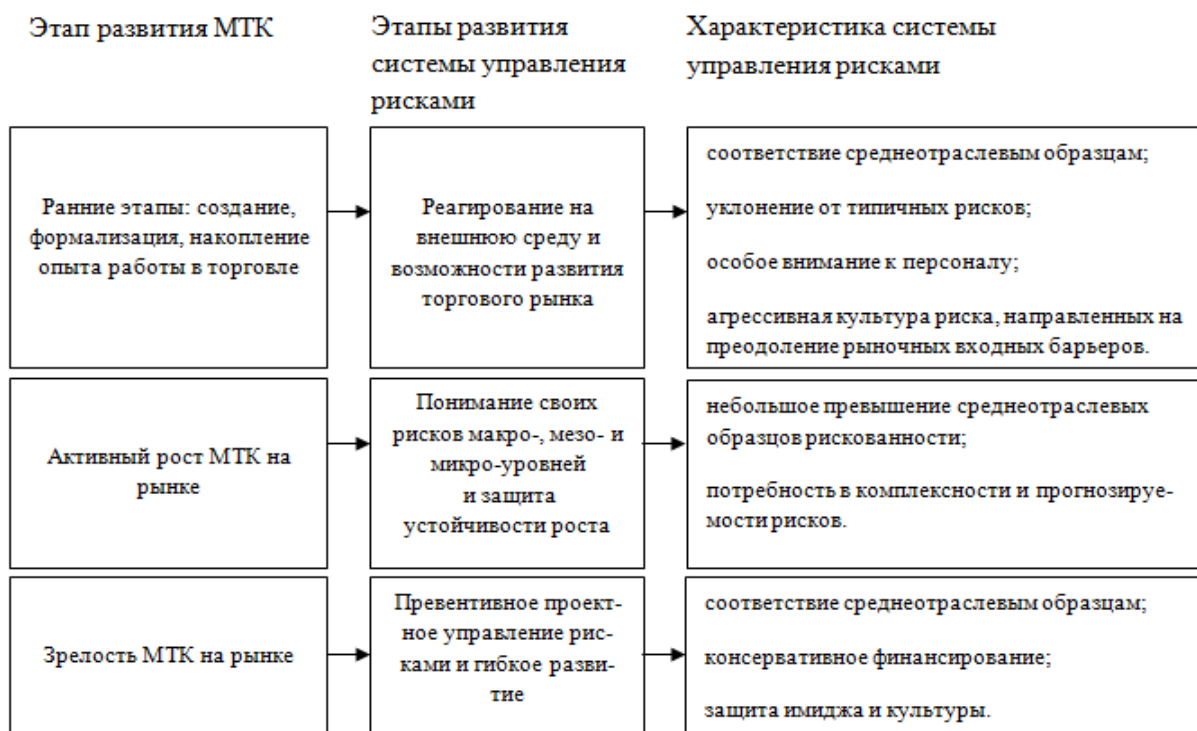 Этап развития МТК
Этапы развития
системы управления
рисками
Характеристика системы
управления рисками
Ранние этапы: создание,
формализация, накопление
опыта работы в торговле
Реагирование на
внешнюю среду и
возможности развития
торгового рынка
соответствие среднеотраслевым образцам;
уклонение от типичных рисков;
особое внимание к персоналу;
агрессивная культура риска, направленных на
преодоление рыночных входных барьеров.
Активный рост МТК на
рынке
Понимание своих
рисков макро-, мезо- и
микро-уровней
и защита
устойчивости роста
небольшое превышение среднеотраслевых
образцов рискованности;
потребность в комплексности и прогнозируе-
мости рисков.
Зрелость МТК на рынке
Превентивное проект-
ное управление рис-
ками и гибкое разви-
тие
соответствие среднеотраслевым образцам;
консервативное финансирование;
защита имиджа и культуры.